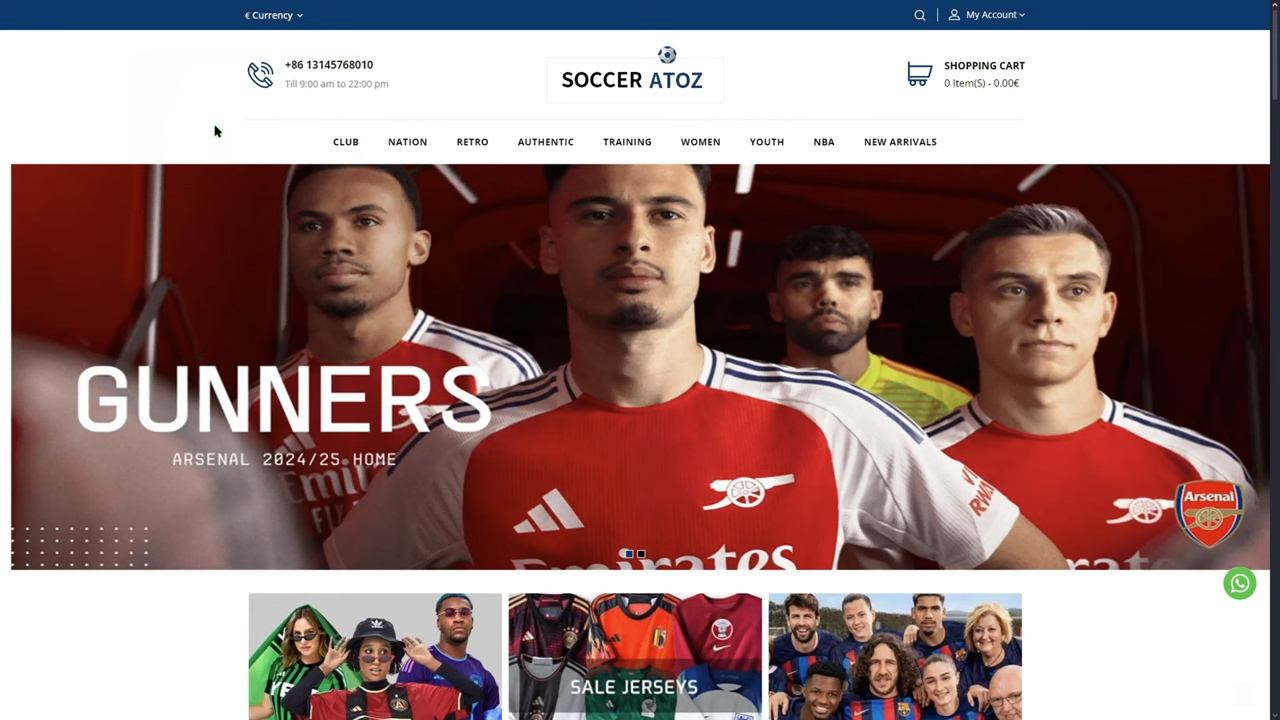 € Currency
My Account
+86 13145768010
Till 9:00 am to 22:00 pm
SOCCER ATOZ
SHOPPING CART
0 Item(S) - 0.00€
CLUB
NATION
RETRO
AUTHENTIC
TRAINING
WOMEN
YOUTH
NBA
NEW ARRIVALS
GUNNERS
ARSENAL 2024/25 HOME
Emirates
Arsenal
SALE JERSEYS